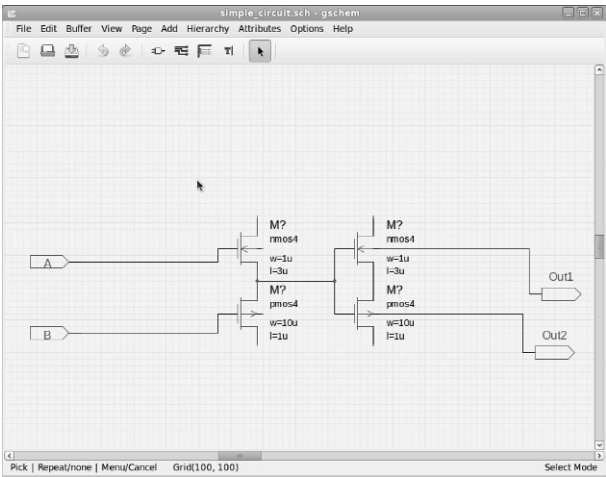 simple_circuit.sch - gschem
File Edit Buffer View Page Add Hierarchy Attributes Options Help
M?
nmos4
w=1u
l=3u
M?
nmos4
w=1u
l=3u
A
Out1
M?
pmos4
w=10u
l=1u
M?
pmos4
w=10u
l=1u
B
Out2
Pick | Repeat/none | Menu/Cancel Grid(100, 100) Select Mode